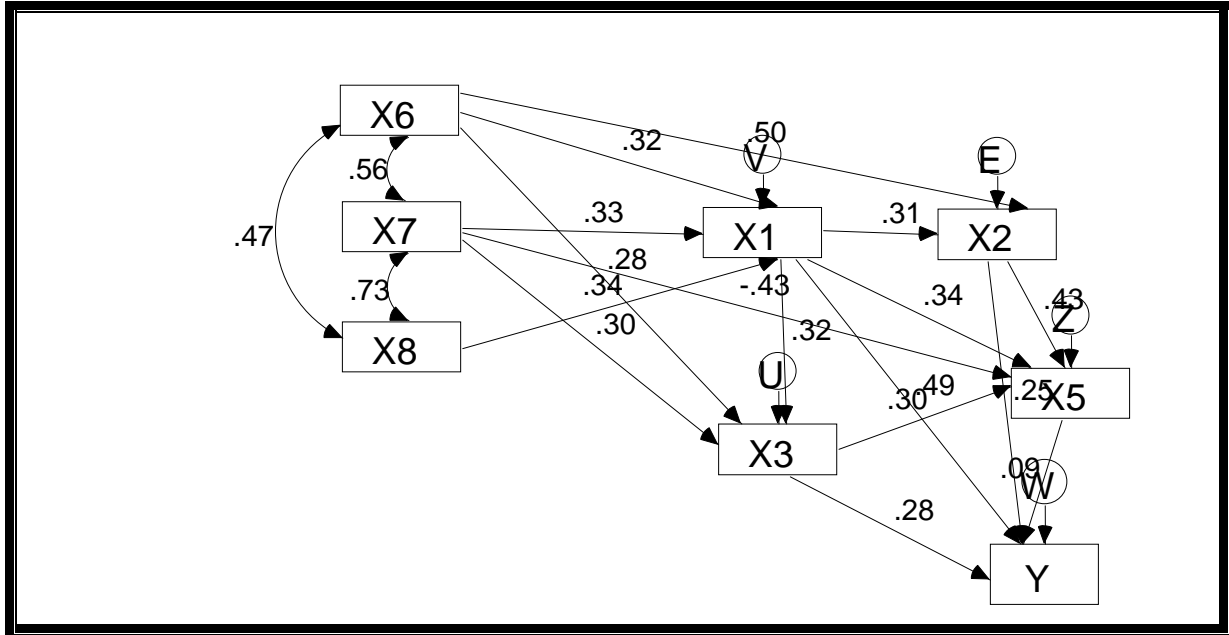 X6
.50
.32
V
E
.56
.33
.31
X7
X1
X2
.47
.28
.73
.34
-.43
.34
.43
Z
.30
.32
X8
U
.30
.49
.25
X5
X3
.09
W
.28
Y